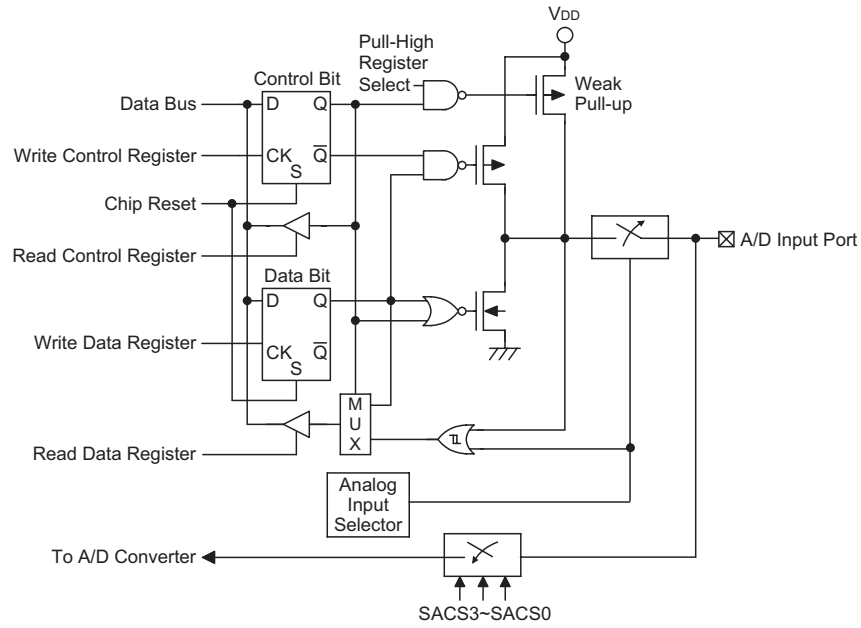 VDD
Pull-High
Register
Select
Control Bit
Weak
Pull-up
Data Bus
D
Q
Write Control Register
CK
Q̅
S
Chip Reset
Read Control Register
A/D Input Port
Data Bit
D
Q
Write Data Register
CK
Q̅
S
M
U
X
Read Data Register
Analog
Input
Selector
To A/D Converter
SACS3~SACS0